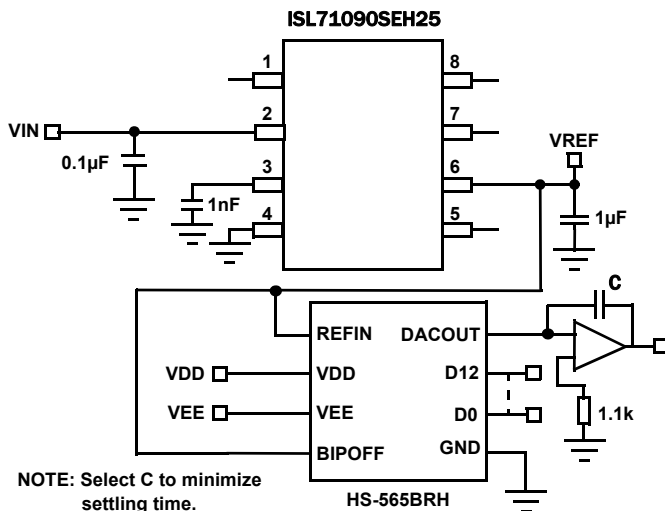 ISL71090SEH25
1
8
VIN
2
7
VREF
0.1µF
3
6
1nF
1µF
4
5
C
REFIN
DACOUT
VDD
VDD
D12
VEE
VEE
D0
1.1k
BIPOFF
GND
NOTE: Select C to minimize
settling time.
HS-565BRH